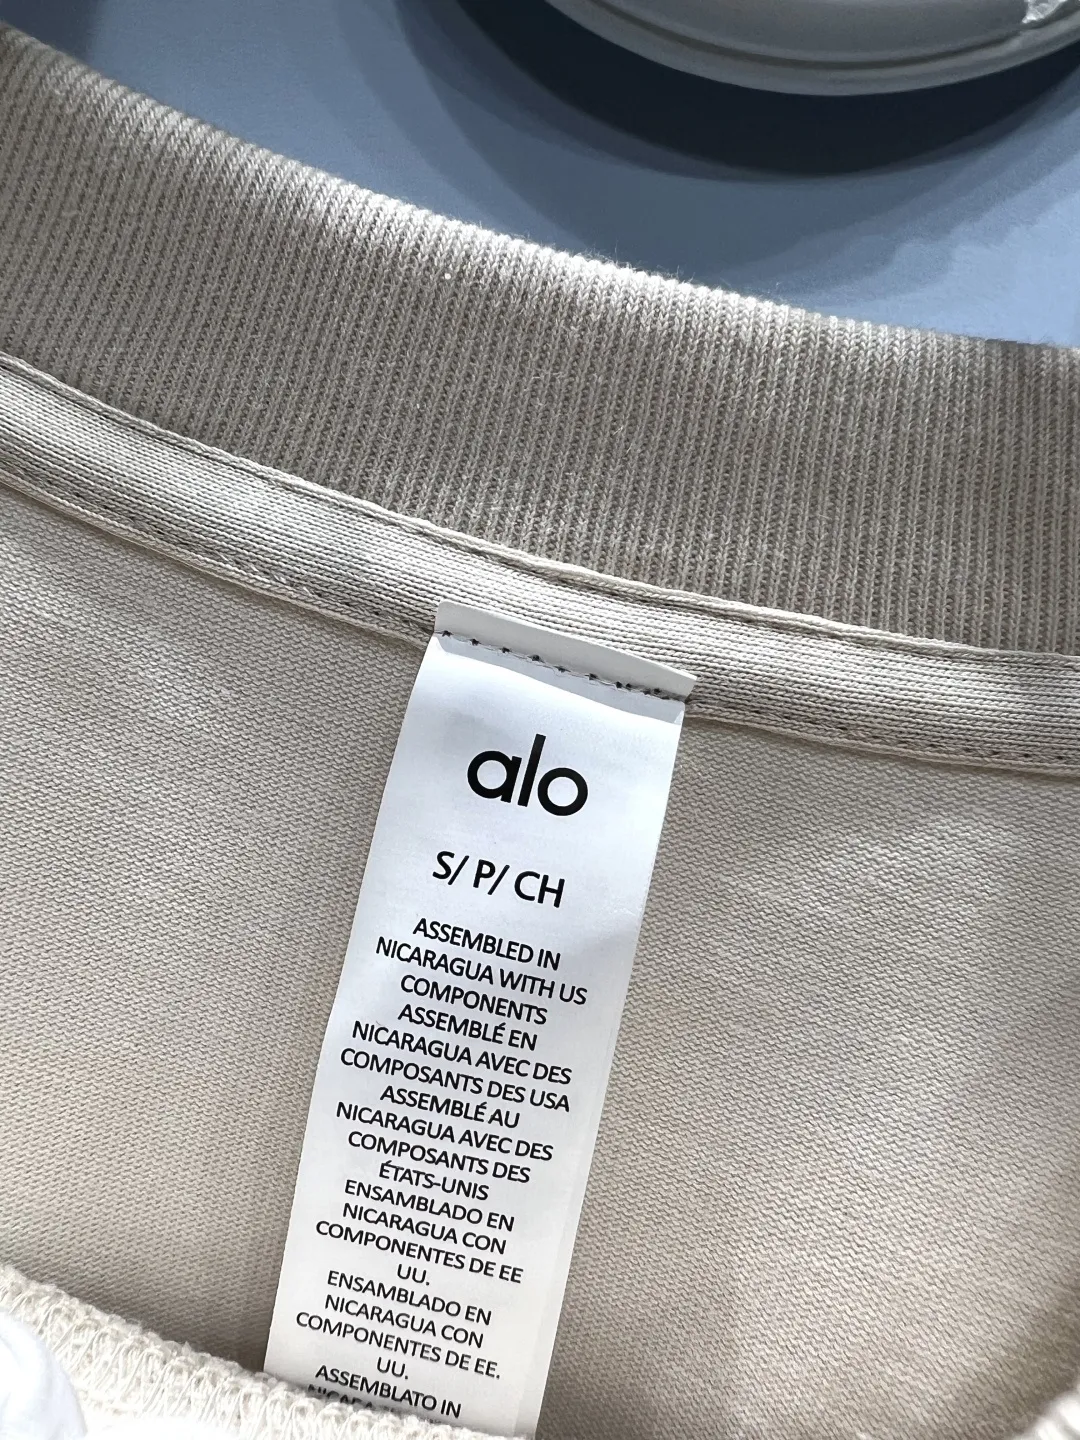 alo
S/ P/ CH
ASSEMBLED IN
NICARAGUA WITH US
COMPONENTS
ASSEMBLÉ EN
NICARAGUA AVEC DES
COMPOSANTS DES USA
ASSEMBLÉ AU
NICARAGUA AVEC DES
COMPOSANTS DES
ÉTATS-UNIS
ENSAMBLADO EN
NICARAGUA CON
COMPONENTES DE EE
UU.
ENSAMBLADO EN
NICARAGUA CON
COMPONENTES DE EE.
UU.
ASSEMBLATO IN